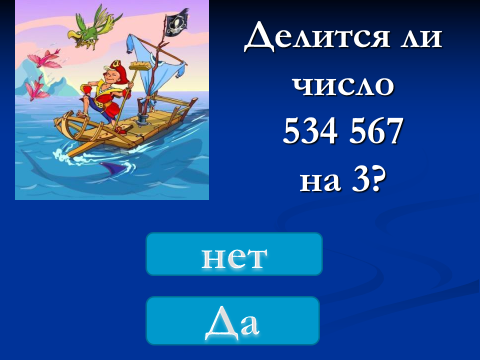 Делится ли
число
534 567
на 3?
нет
Да